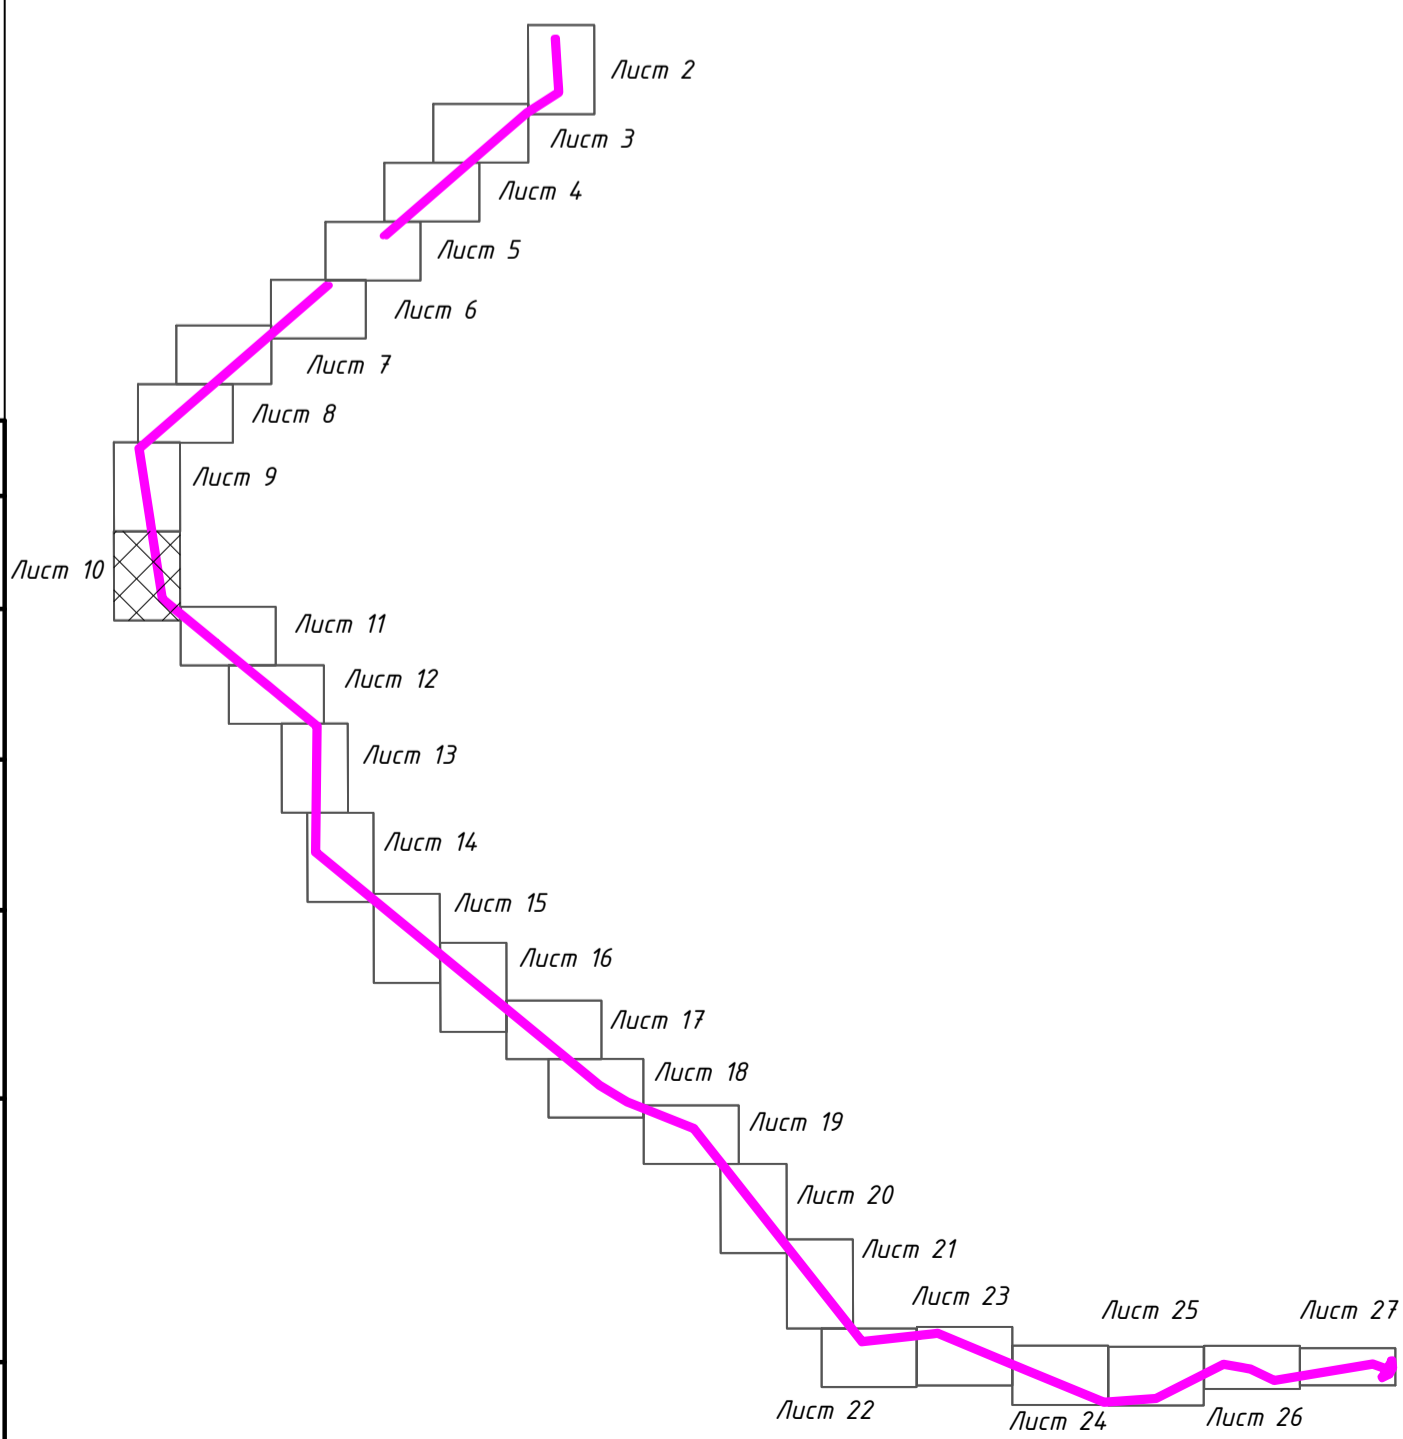 Лист 2
Лист 3
Лист 4
Лист 5
Лист 6
Лист 7
Лист 8
Лист 9
Лист 10
Лист 11
Лист 12
Лист 13
Лист 14
Лист 15
Лист 16
Лист 17
Лист 18
Лист 19
Лист 20
Лист 21
Лист 23
Лист 25
Лист 27
Лист 22
Лист 24
Лист 26